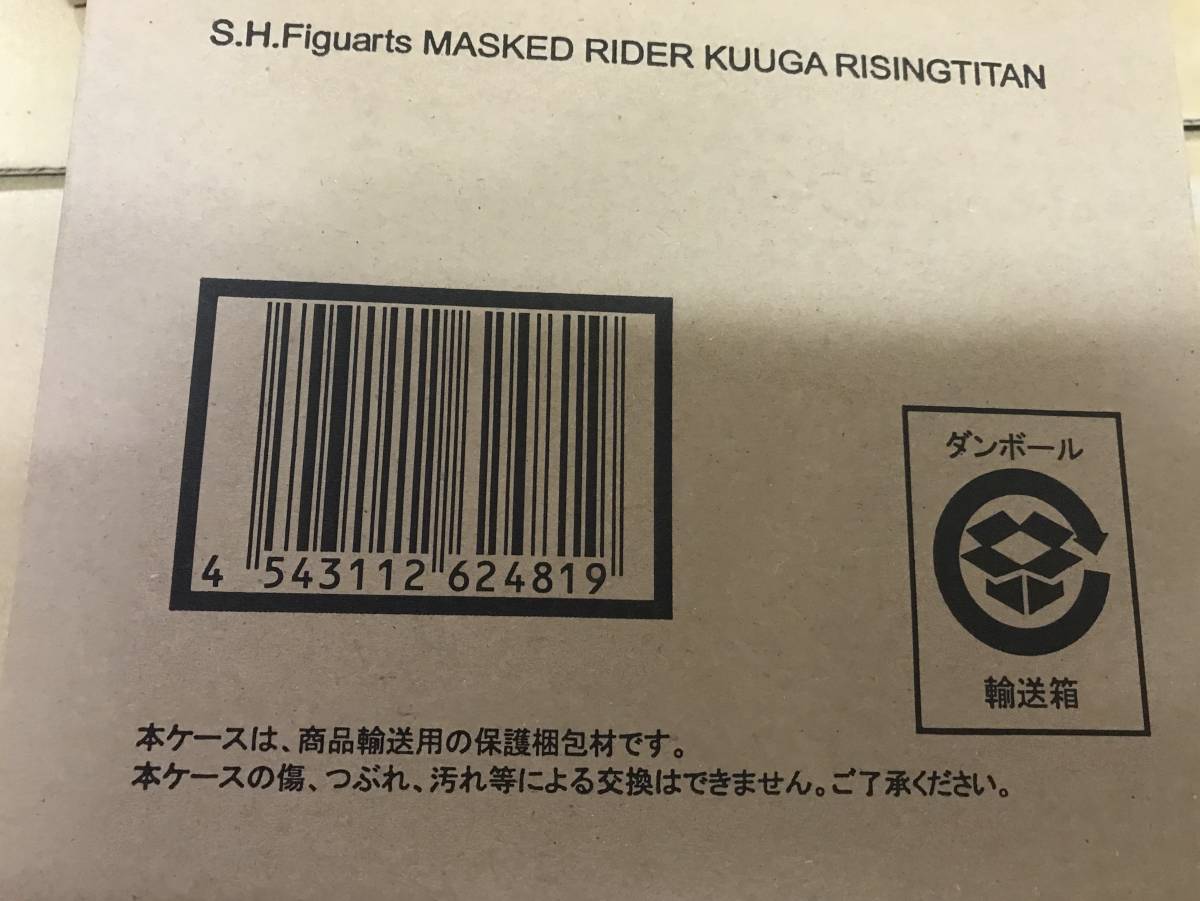 S.H.Figuarts MASKED RIDER KUUGA RISINGTITAN
4 543112 624819
ダンボール
輸送箱
本ケースは、商品輸送用の保護梱包材です。
本ケースの傷、つぶれ、汚れ等による交換はできません。ご了承ください。